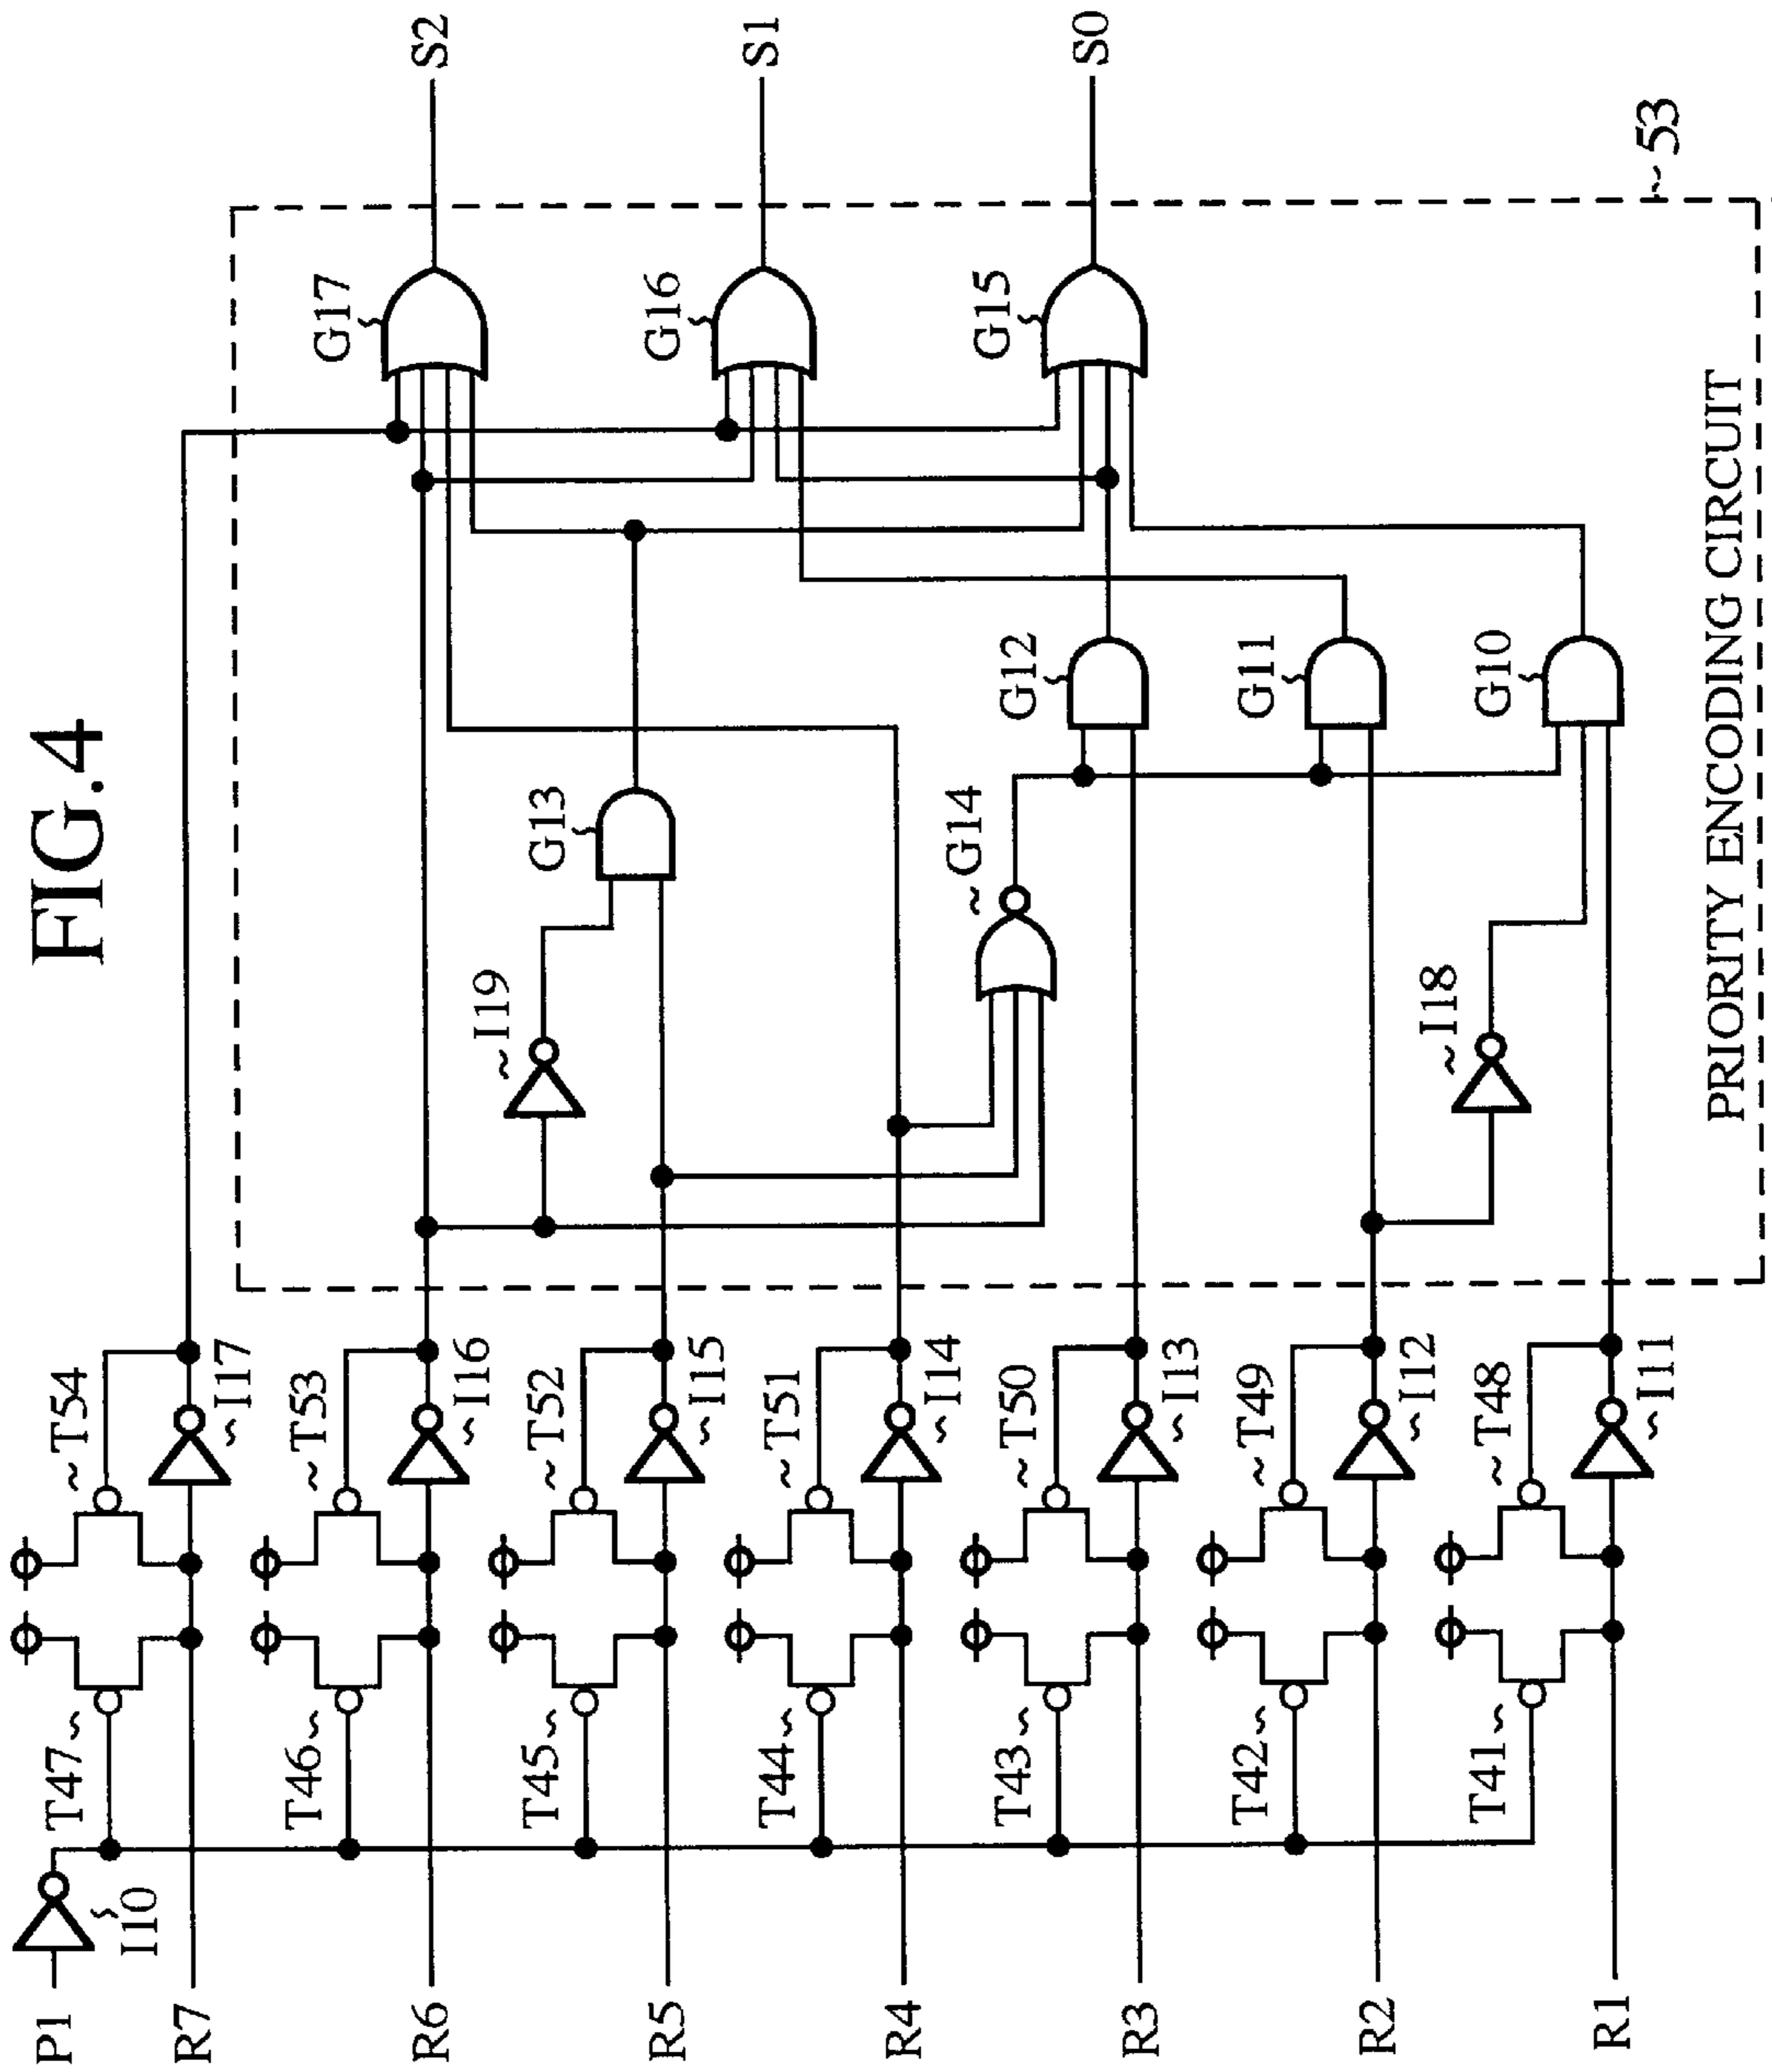 FIG.4
P1
I10
R7
T47
T54
I17
R6
T46
T53
I16
R5
T45
T52
I15
R4
T44
T51
I14
R3
T43
T50
I13
R2
T42
T49
I12
R1
T41
T48
I11
I19
I18
G13
G14
G12
G11
G10
G17
G16
G15
S2
S1
S0
53
PRIORITY ENCODING CIRCUIT